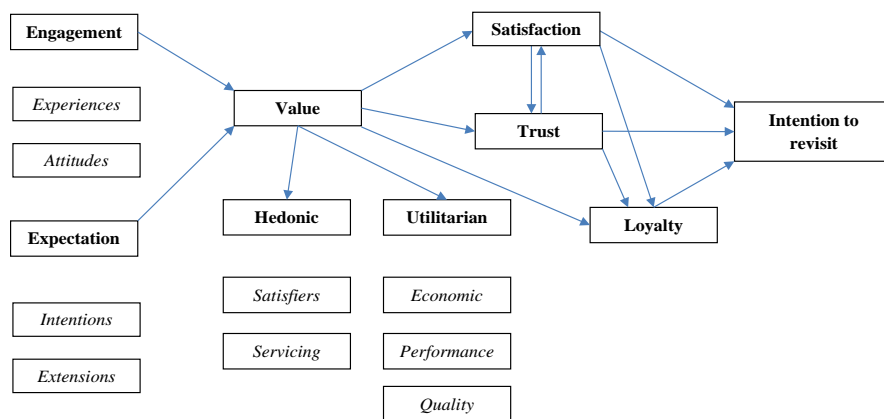 Engagement
Experiences
Attitudes
Expectation
Intentions
Extensions
Value
Hedonic
Satisfiers
Servicing
Utilitarian
Economic
Performance
Quality
Satisfaction
Trust
Loyalty
Intention to
revisit